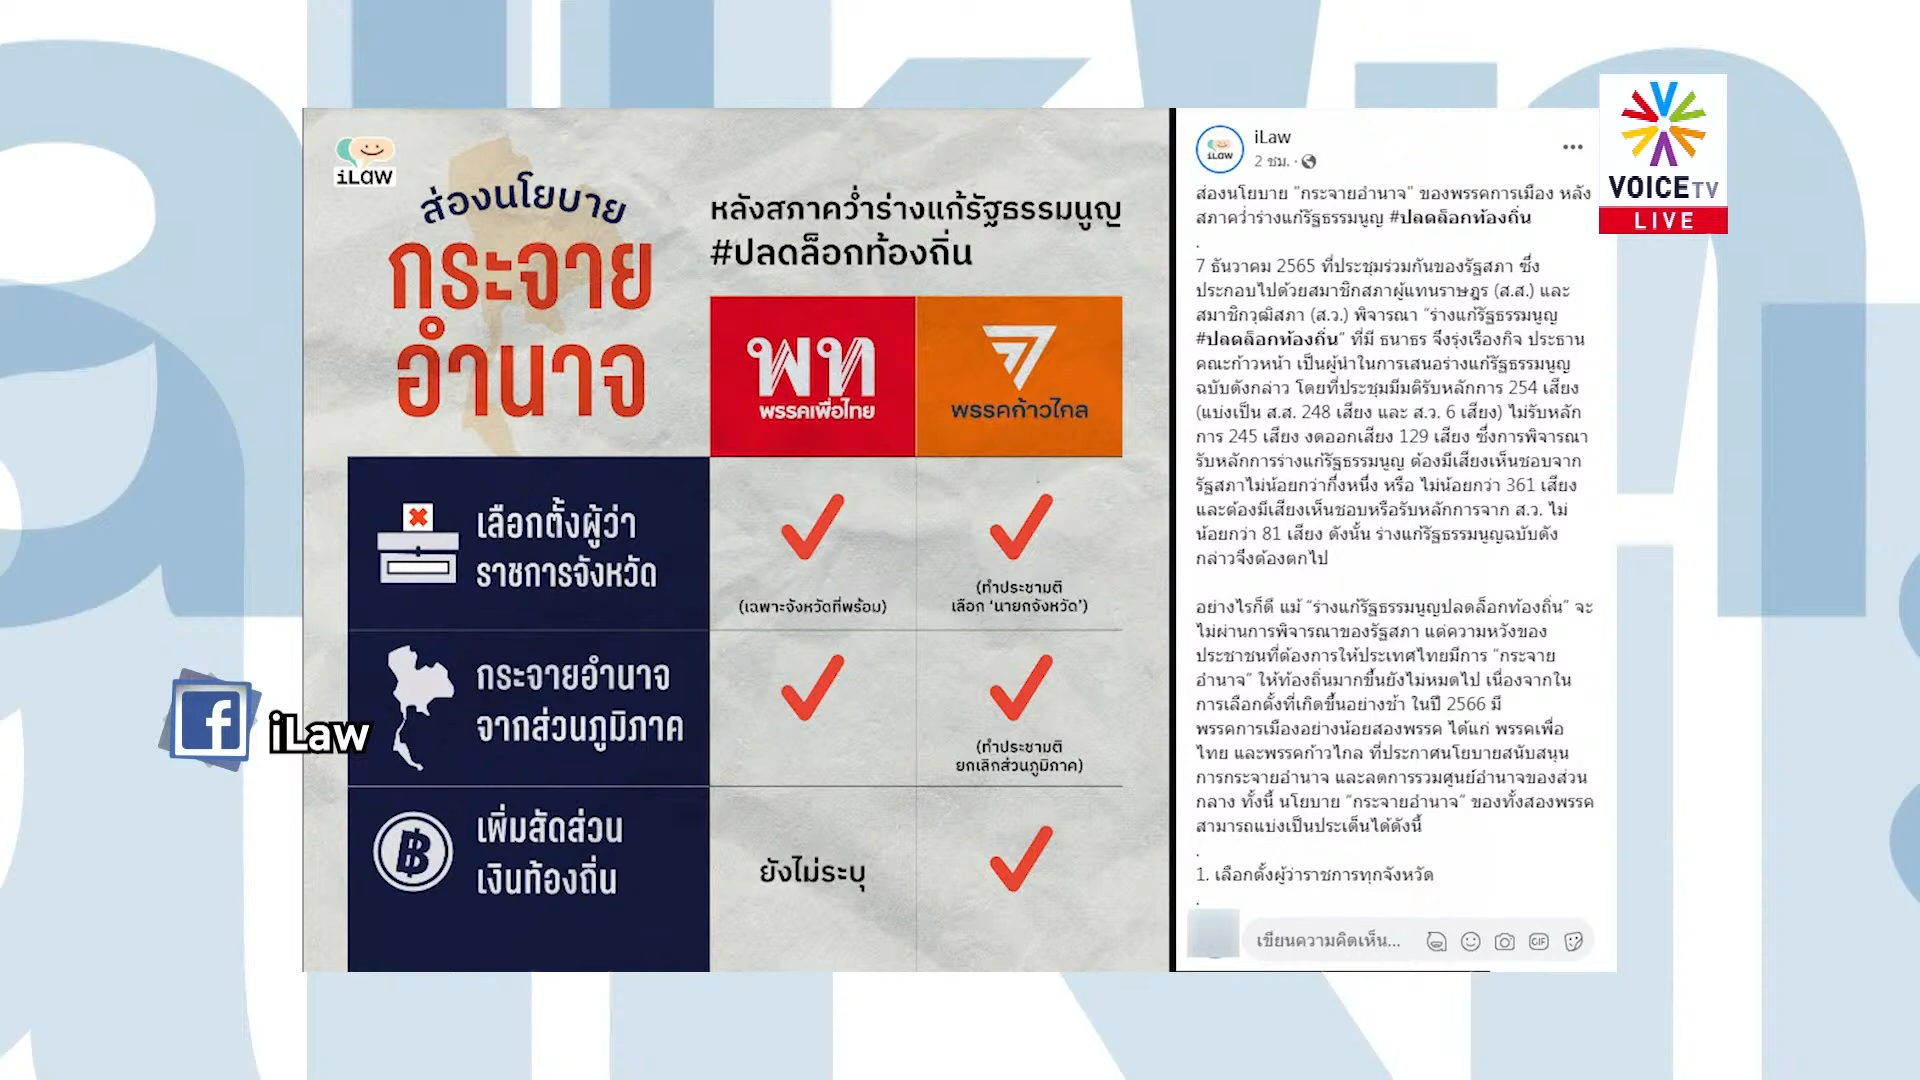 iLaw
ส่องนโยบาย
กระจาย
อำนาจ
หลังสภาคว่ำร่างแก้รัฐธรรมนูญ
#ปลดล็อกท้องถิ่น
พท
พรรคเพื่อไทย
พรรคก้าวไกล
เลือกตั้งผู้ว่า
ราชการจังหวัด
(เฉพาะจังหวัดที่พร้อม)
(ทำประชามติ
เลือก ‘นายกจังหวัด’)
กระจายอำนาจ
จากส่วนภูมิภาค
(ทำประชามติ
ยกเลิกส่วนภูมิภาค)
เพิ่มสัดส่วน
เงินท้องถิ่น
ยังไม่ระบุ
f iLaw
iLaw
iLaw
2 ชม.
ส่องนโยบาย "กระจายอำนาจ" ของพรรคการเมือง หลัง
สภาคว่ำร่างแก้รัฐธรรมนูญ #ปลดล็อกท้องถิ่น
.
7 ธันวาคม 2565 ที่ประชุมร่วมกันของรัฐสภา ซึ่ง
ประกอบไปด้วยสมาชิกสภาผู้แทนราษฎร (ส.ส.) และ
สมาชิกวุฒิสภา (ส.ว.) พิจารณา "ร่างแก้รัฐธรรมนูญ
#ปลดล็อกท้องถิ่น" ที่มี ธนาธร จึงรุ่งเรืองกิจ ประธาน
คณะก้าวหน้า เป็นผู้นำในการเสนอร่างแก้รัฐธรรมนูญ
ฉบับดังกล่าว โดยที่ประชุมมีมติรับหลักการ 254 เสียง
(แบ่งเป็น ส.ส. 248 เสียง และ ส.ว. 6 เสียง) ไม่รับหลัก
การ 245 เสียง งดออกเสียง 129 เสียง ซึ่งการพิจารณา
รับหลักการร่างแก้รัฐธรรมนูญ ต้องมีเสียงเห็นชอบจาก
รัฐสภาไม่น้อยกว่ากึ่งหนึ่ง หรือ ไม่น้อยกว่า 361 เสียง
และต้องมีเสียงเห็นชอบหรือรับหลักการจาก ส.ว. ไม่
น้อยกว่า 81 เสียง ดังนั้น ร่างแก้รัฐธรรมนูญฉบับดัง
กล่าวจึงต้องตกไป
อย่างไรก็ดี แม้ "ร่างแก้รัฐธรรมนูญปลดล็อกท้องถิ่น" จะ
ไม่ผ่านการพิจารณาของรัฐสภา แต่ความหวังของ
ประชาชนที่ต้องการให้ประเทศไทยมีการ "กระจาย
อำนาจ" ให้ท้องถิ่นมากขึ้นยังไม่หมดไป เนื่องจากใน
การเลือกตั้งที่เกิดขึ้นอย่างช้า ในปี 2566 มี
พรรคการเมืองอย่างน้อยสองพรรค ได้แก่ พรรคเพื่อ
ไทย และพรรคก้าวไกล ที่ประกาศนโยบายสนับสนุน
การกระจายอำนาจ และลดการรวมศูนย์อำนาจของส่วน
กลาง ทั้งนี้ นโยบาย "กระจายอำนาจ" ของทั้งสองพรรค
สามารถแบ่งเป็นประเด็นได้ดังนี้
.
1. เลือกตั้งผู้ว่าราชการทุกจังหวัด
.
เขียนความคิดเห็น...
GIF
VOICE TV
LIVE